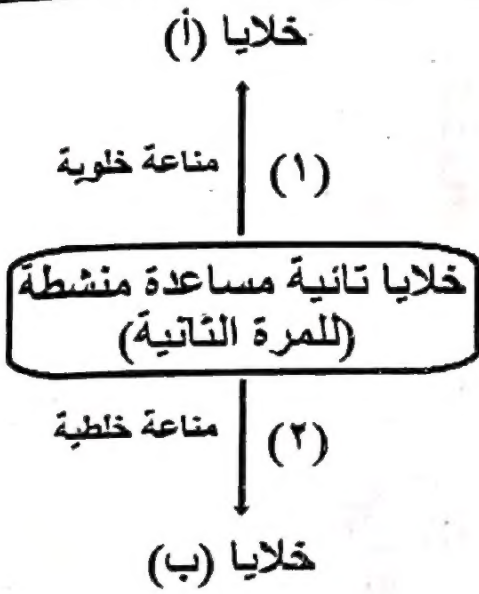 خلايا (أ)
مناعة خلوية (١)
خلايا تائية مساعدة منشطة
(للمرة الثانية)
مناعة خلطية (٢)
خلايا (ب)